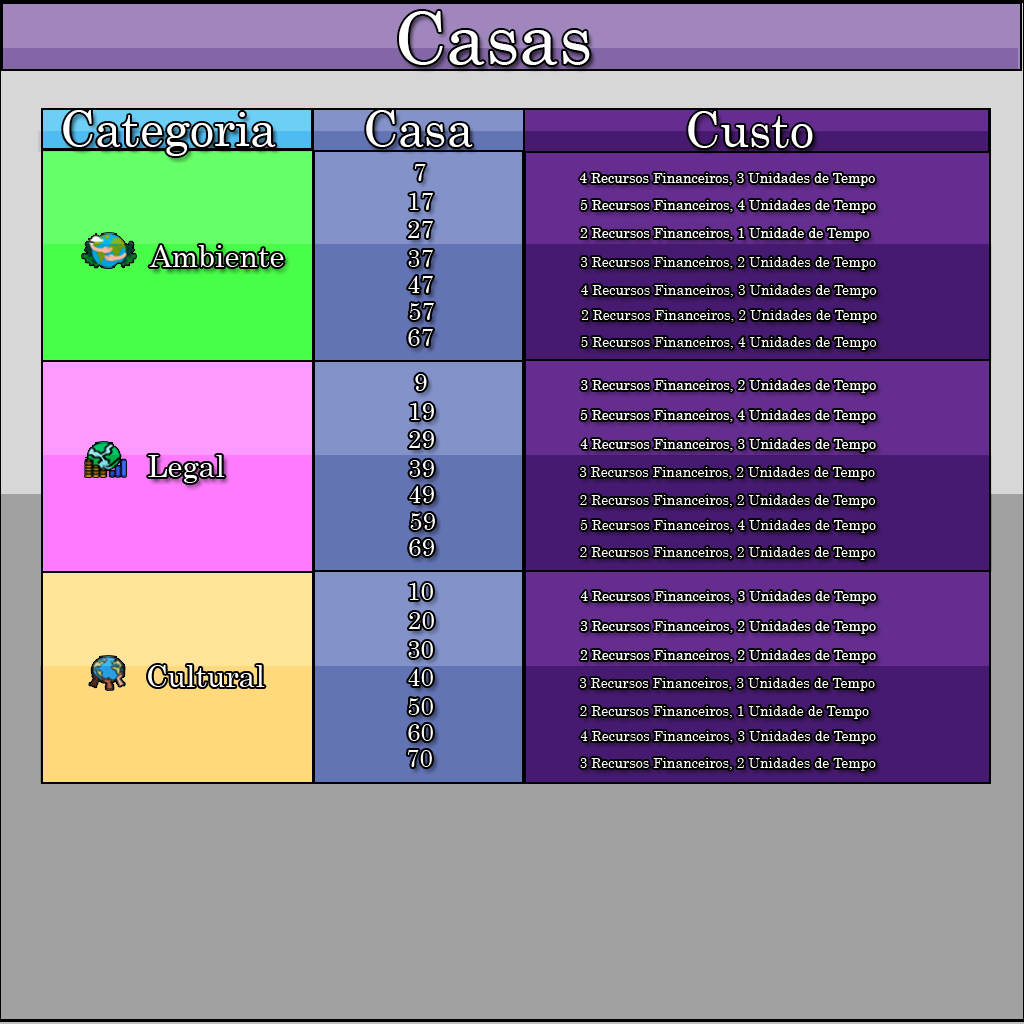 Casas
Categoria Casa Custo
Ambiente
7 4 Recursos Financeiros, 3 Unidades de Tempo
17 5 Recursos Financeiros, 4 Unidades de Tempo
27 2 Recursos Financeiros, 1 Unidade de Tempo
37 3 Recursos Financeiros, 2 Unidades de Tempo
47 4 Recursos Financeiros, 3 Unidades de Tempo
57 2 Recursos Financeiros, 2 Unidades de Tempo
67 5 Recursos Financeiros, 4 Unidades de Tempo
Legal
9 3 Recursos Financeiros, 2 Unidades de Tempo
19 5 Recursos Financeiros, 4 Unidades de Tempo
29 4 Recursos Financeiros, 3 Unidades de Tempo
39 3 Recursos Financeiros, 2 Unidades de Tempo
49 2 Recursos Financeiros, 2 Unidades de Tempo
59 5 Recursos Financeiros, 4 Unidades de Tempo
69 2 Recursos Financeiros, 2 Unidades de Tempo
Cultural
10 4 Recursos Financeiros, 3 Unidades de Tempo
20 3 Recursos Financeiros, 2 Unidades de Tempo
30 2 Recursos Financeiros, 2 Unidades de Tempo
40 3 Recursos Financeiros, 3 Unidades de Tempo
50 2 Recursos Financeiros, 1 Unidade de Tempo
60 4 Recursos Financeiros, 3 Unidades de Tempo
70 3 Recursos Financeiros, 2 Unidades de Tempo